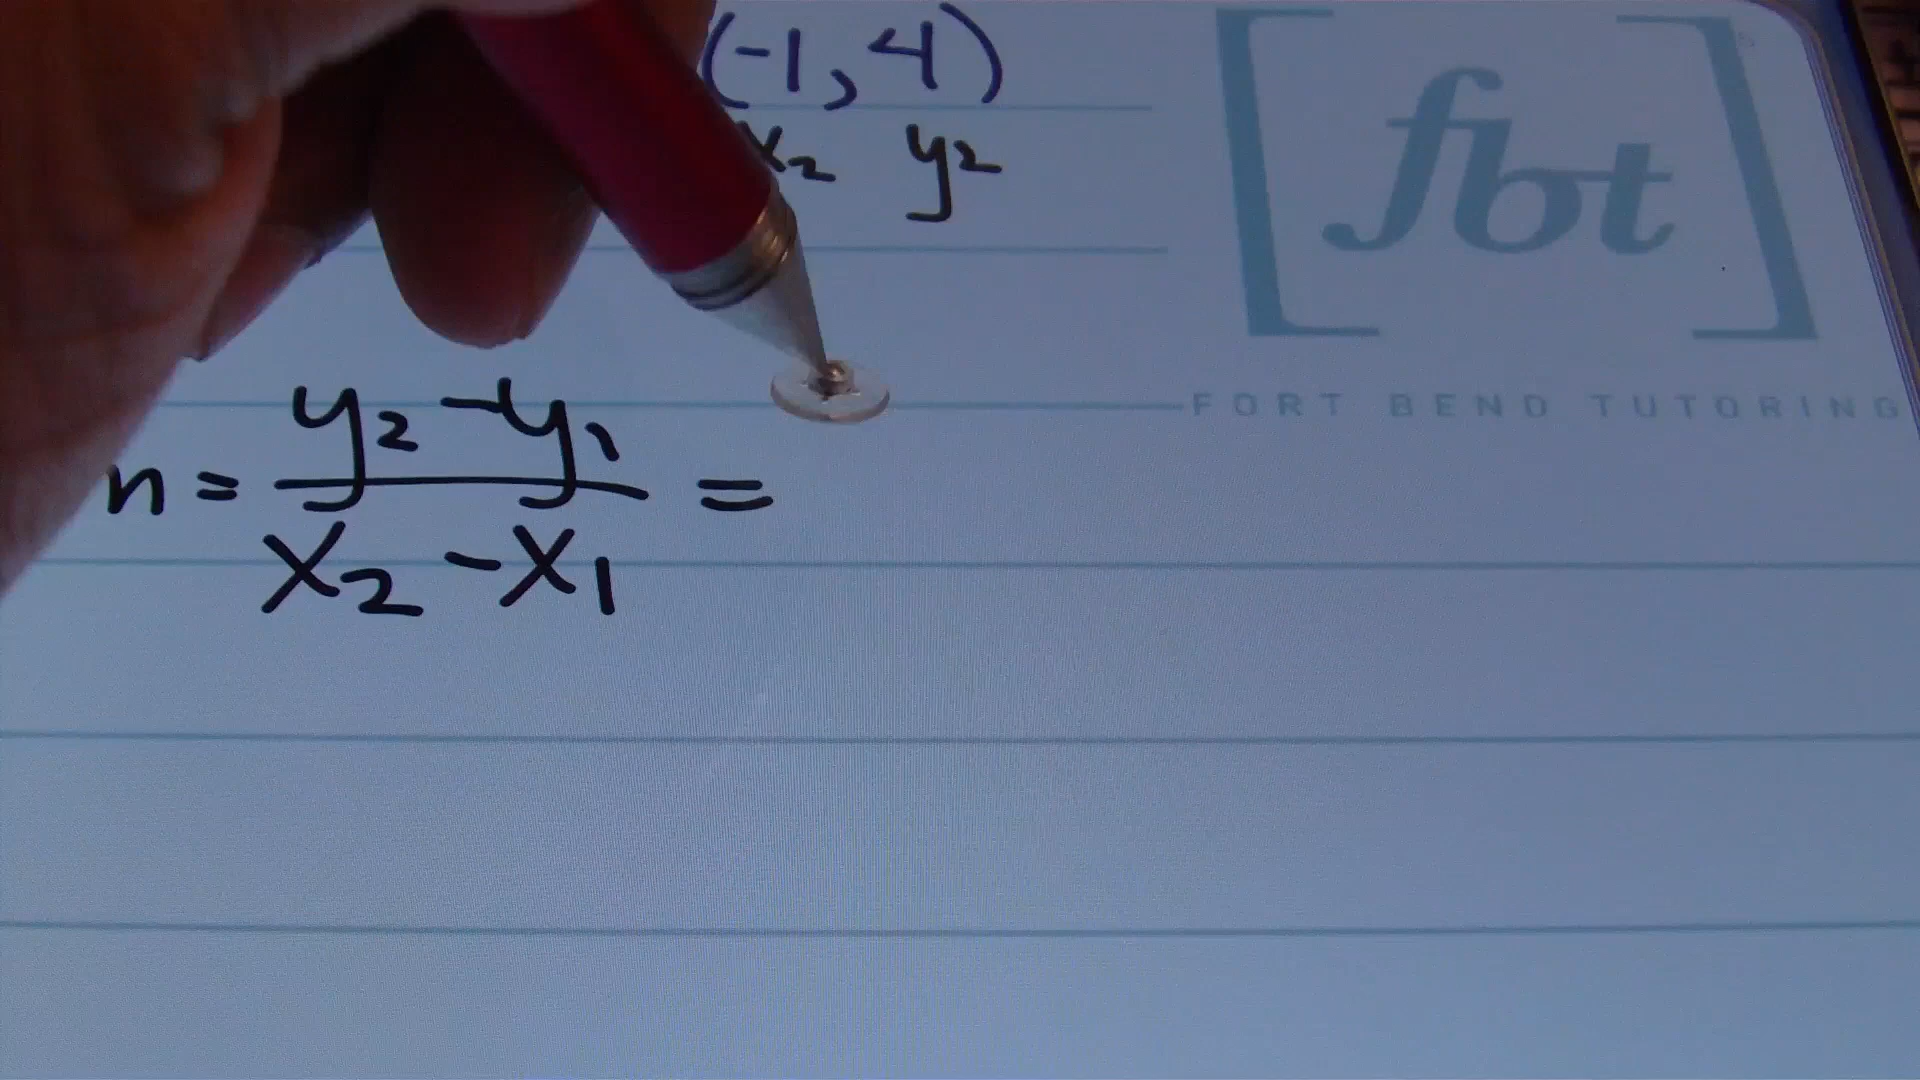 (-1, 4)
x₂ y₂
fbt
FORT BEND TUTORING
m = y₂ - y₁ / x₂ - x₁ =